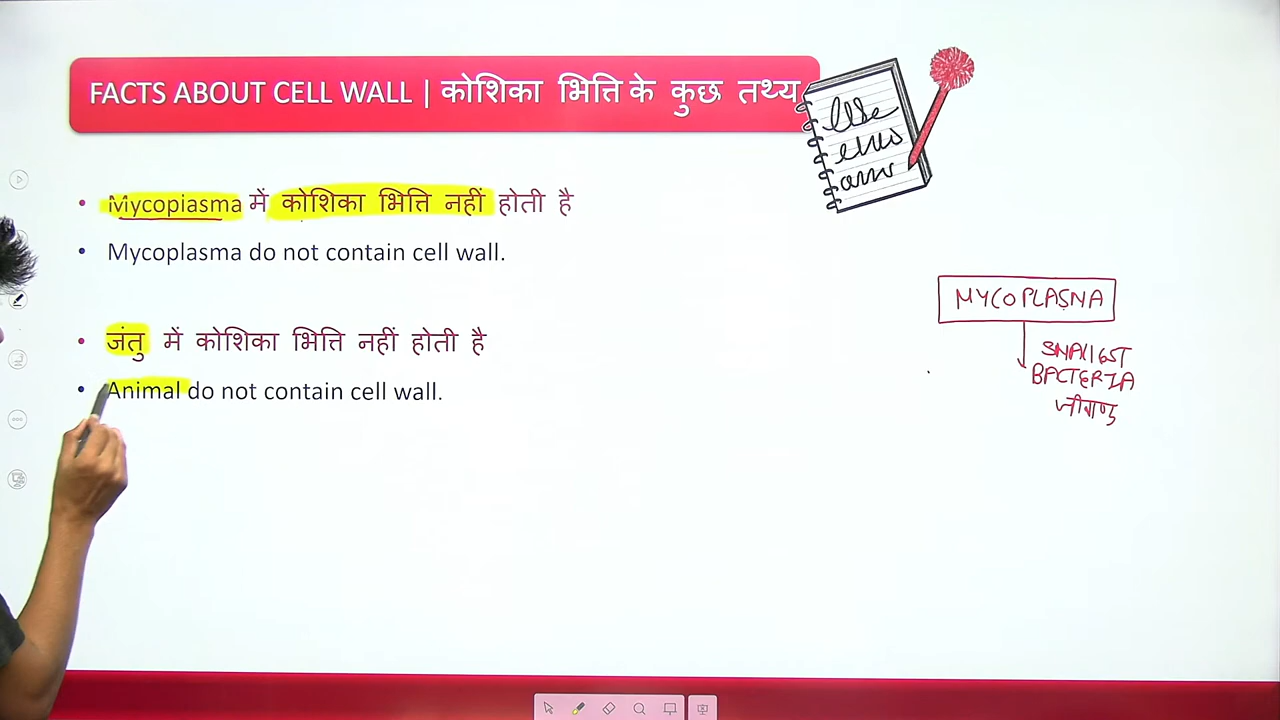 FACTS ABOUT CELL WALL | कोशिका भित्ति के कुछ तथ्य
Mycopiasma में कोशिका भित्ति नहीं होती है
Mycoplasma do not contain cell wall.
जंतु में कोशिका भित्ति नहीं होती है
Animal do not contain cell wall.
MYCOPLASNA
SMALLEST
BACTERIA
जीवाणु